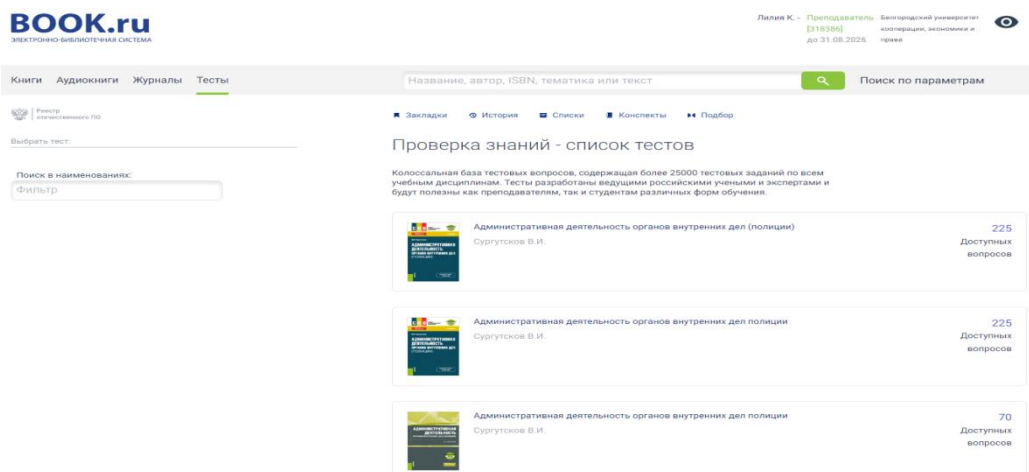 BOOK.ru
ЭЛЕКТРОННО-БИБЛИОТЕЧНАЯ СИСТЕМА
Лилия К. - Преподаватель
[318386]
до 31.08.2026
Белгородский университет
кооперации, экономики и
права
Книги Аудиокниги Журналы Тесты
Название, автор, ISBN, тематика или текст
Поиск по параметрам
Реестр
отечественного ПО
Выбрать тест:
Поиск в наименованиях:
Фильтр
Закладки История Списки Конспекты Подбор
Проверка знаний - список тестов
Колоссальная база тестовых вопросов, содержащая более 25000 тестовых заданий по всем
учебным дисциплинам. Тесты разработаны ведущими российскими учеными и экспертами и
будут полезны как преподавателям, так и студентам различных форм обучения.
Административная деятельность органов внутренних дел (полиции)
Сургутсков В.И.
225
Доступных
вопросов
Административная деятельность органов внутренних дел полиции
Сургутсков В.И.
225
Доступных
вопросов
Административная деятельность органов внутренних дел полиции
Сургутсков В.И.
70
Доступных
вопросов